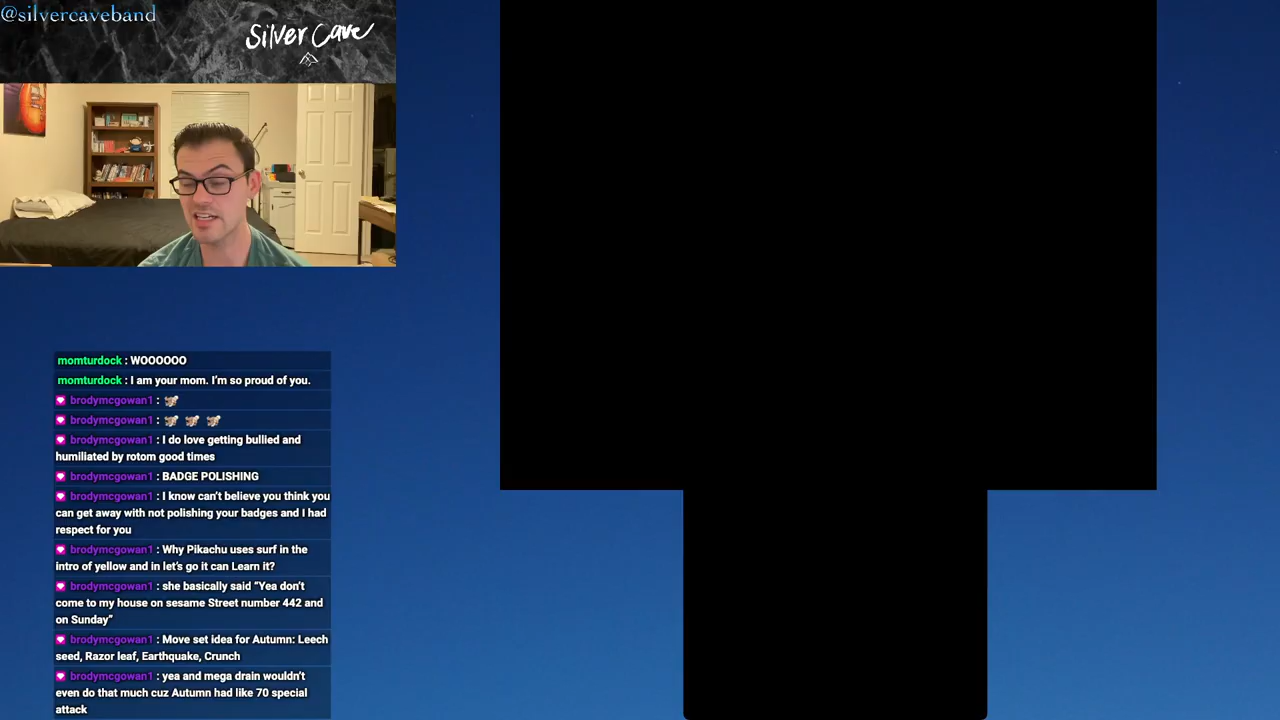 @silvercaveband
Silver Cave
momturdock : WOOOOOO
momturdock : I am your mom. I'm so proud of you.
brodymcgowan1 :
brodymcgowan1 :
brodymcgowan1 : I do love getting bullied and
humiliated by rotom good times
brodymcgowan1 : BADGE POLISHING
brodymcgowan1 : I know can't believe you think you
can get away with not polishing your badges and I had
respect for you
brodymcgowan1 : Why Pikachu uses surf in the
intro of yellow and in let's go it can Learn it?
brodymcgowan1 : she basically said “Yea don't
come to my house on sesame Street number 442 and
on Sunday”
brodymcgowan1 : Move set idea for Autumn: Leech
seed, Razor leaf, Earthquake, Crunch
brodymcgowan1 : yea and mega drain wouldn't
even do that much cuz Autumn had like 70 special
attack